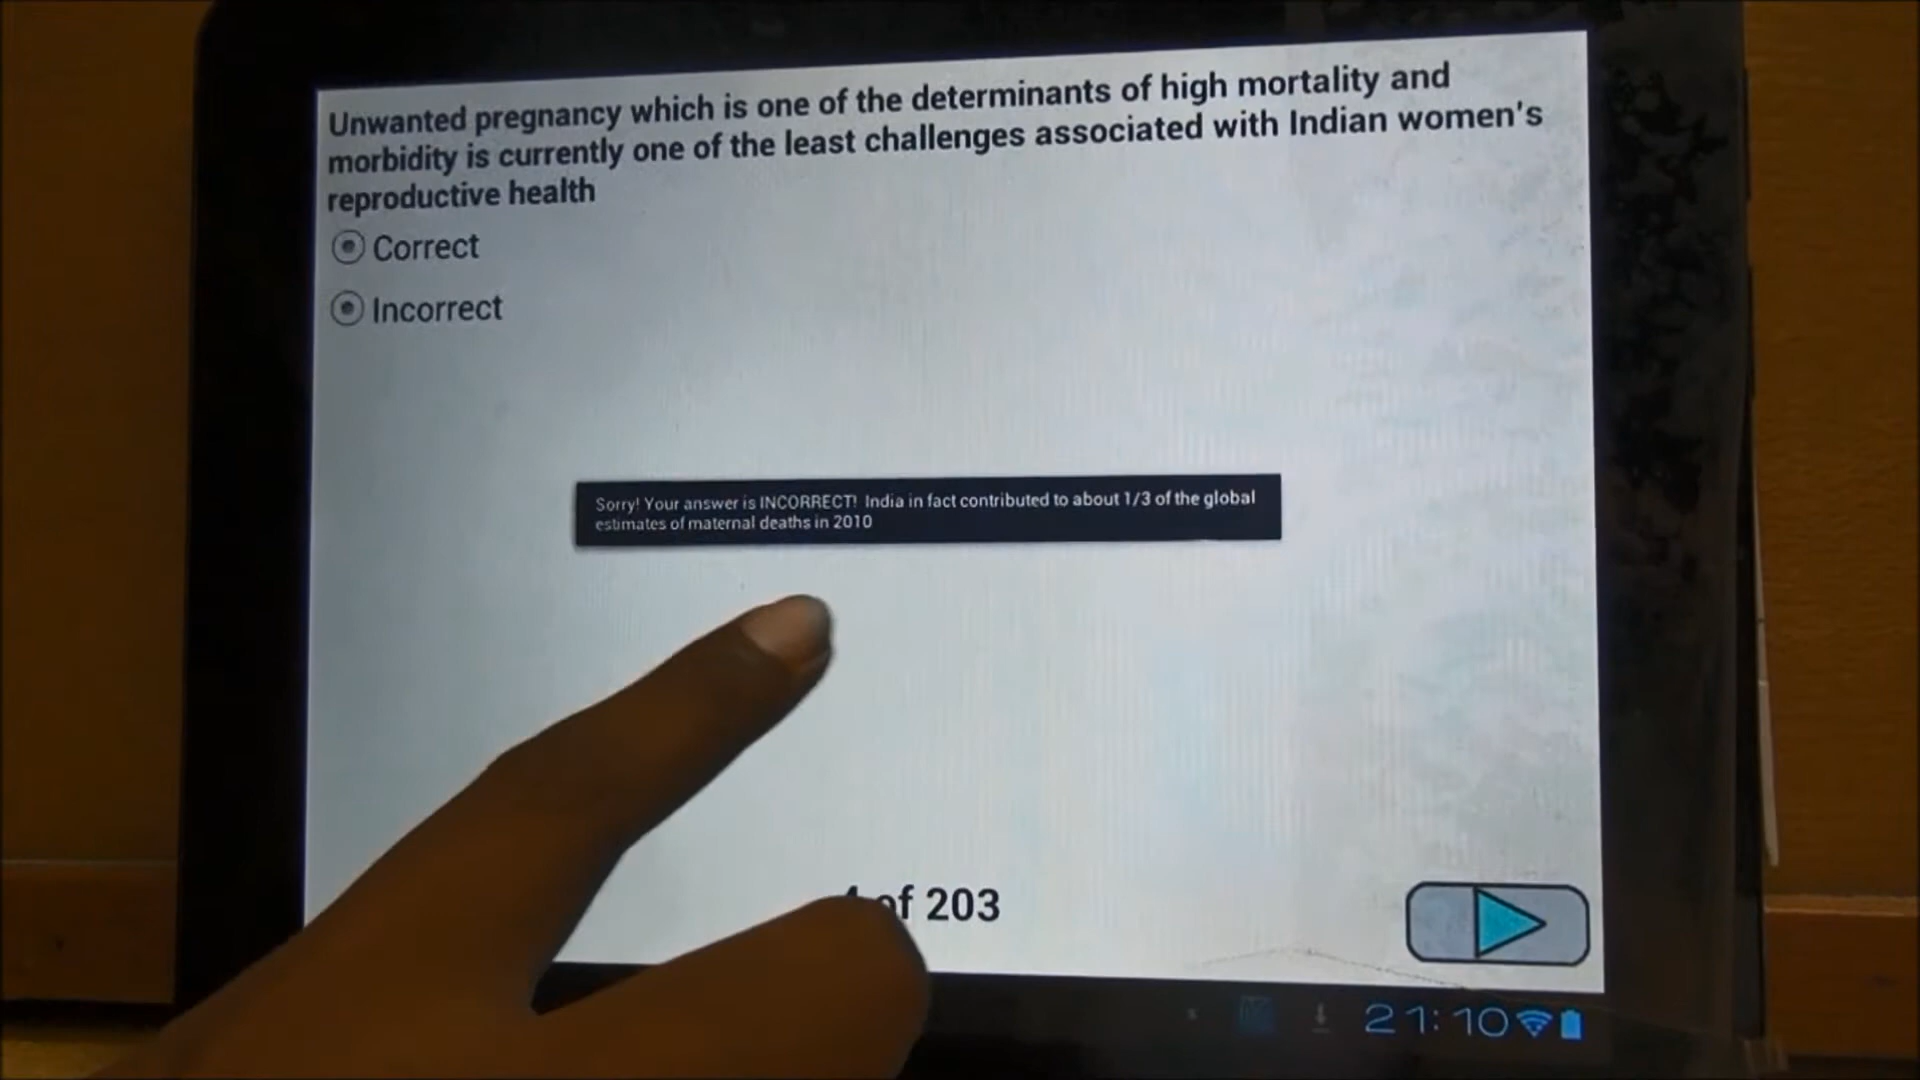 Unwanted pregnancy which is one of the determinants of high mortality and
morbidity is currently one of the least challenges associated with Indian women's
reproductive health
Correct
Incorrect
Sorry! Your answer is INCORRECT! India in fact contributed to about 1/3 of the global
estimates of maternal deaths in 2010
of 203
21:10